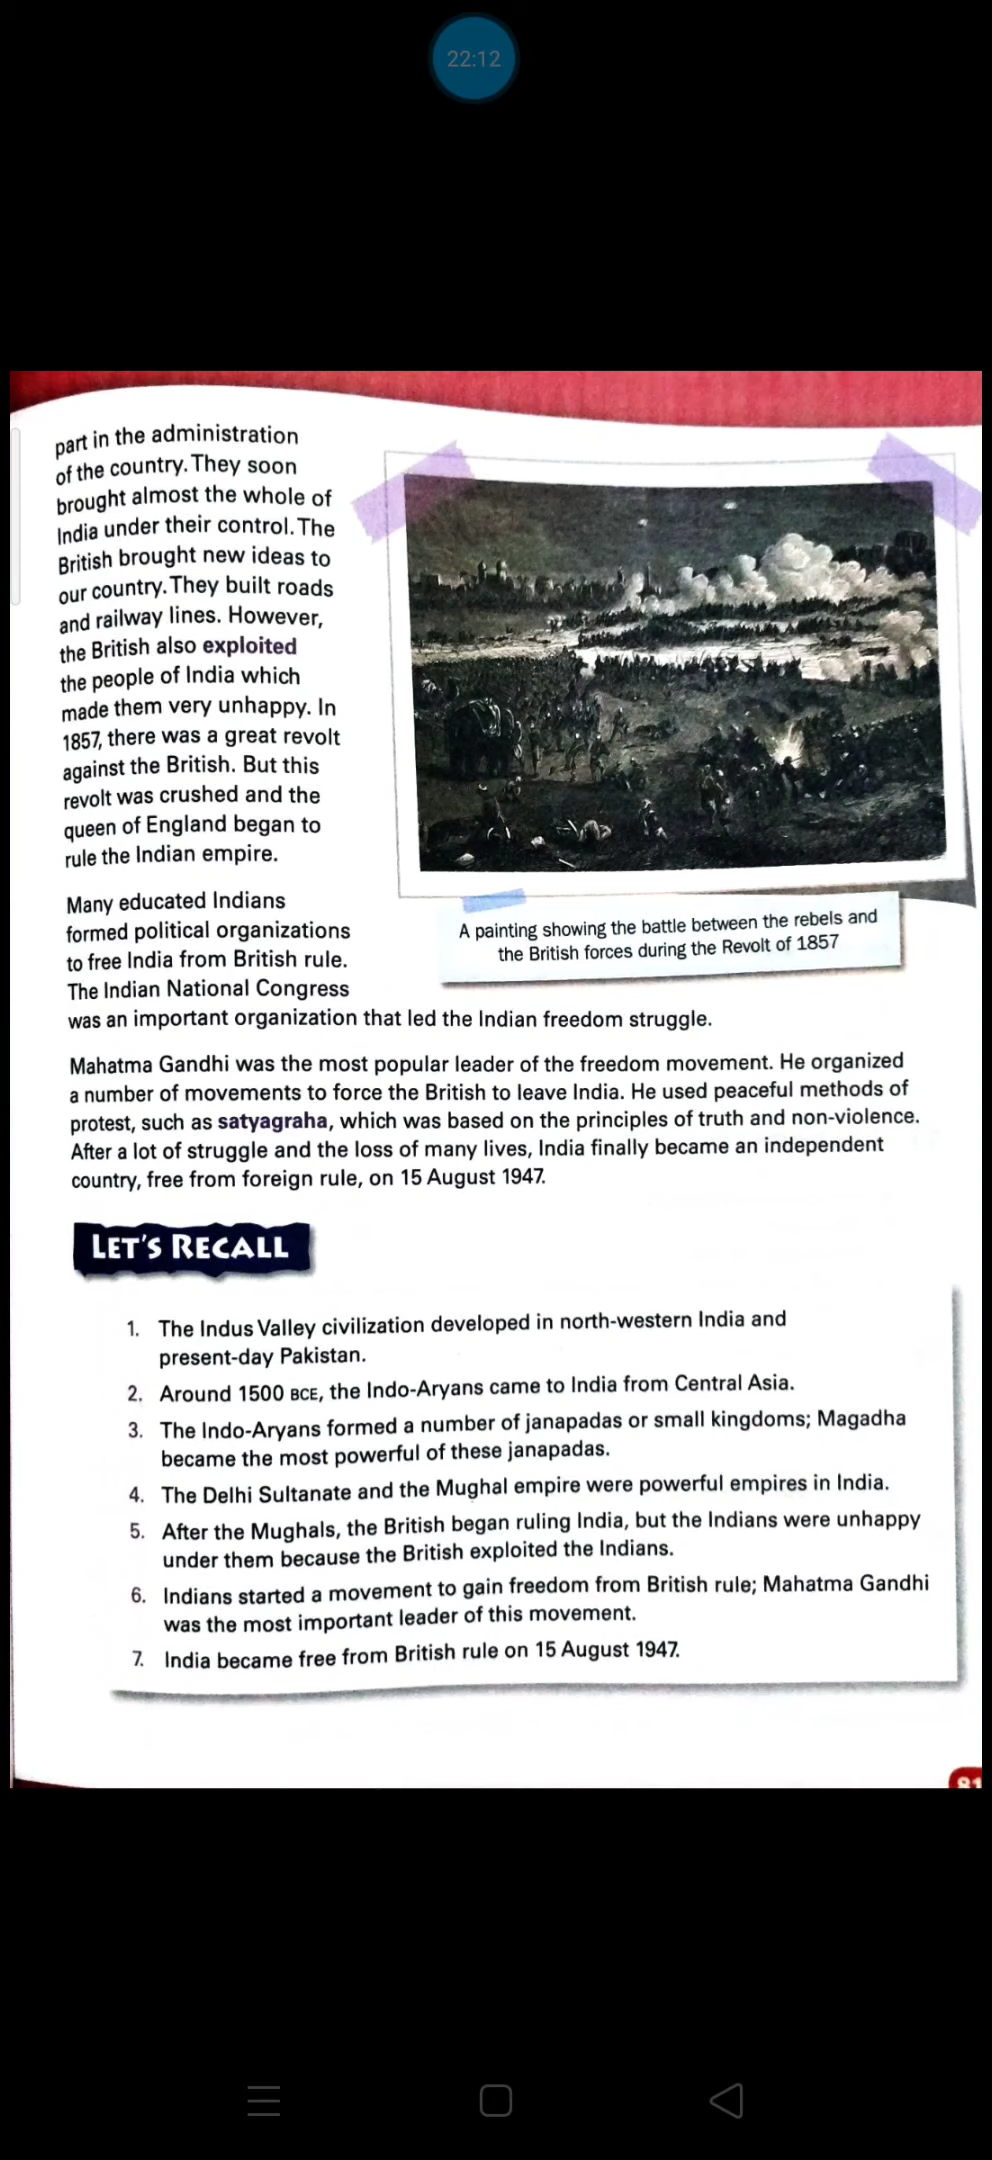 22:12
part in the administration
of the country. They soon
brought almost the whole of
India under their control. The
British brought new ideas to
our country. They built roads
and railway lines. However,
the British also exploited
the people of India which
made them very unhappy. In
1857, there was a great revolt
against the British. But this
revolt was crushed and the
queen of England began to
rule the Indian empire.
Many educated Indians
formed political organizations
to free India from British rule.
The Indian National Congress
was an important organization that led the Indian freedom struggle.
A painting showing the battle between the rebels and
the British forces during the Revolt of 1857
Mahatma Gandhi was the most popular leader of the freedom movement. He organized
a number of movements to force the British to leave India. He used peaceful methods of
protest, such as satyagraha, which was based on the principles of truth and non-violence.
After a lot of struggle and the loss of many lives, India finally became an independent
country, free from foreign rule, on 15 August 1947.
LET'S RECALL
1. The Indus Valley civilization developed in north-western India and
present-day Pakistan.
2. Around 1500 BCE, the Indo-Aryans came to India from Central Asia.
3. The Indo-Aryans formed a number of janapadas or small kingdoms; Magadha
became the most powerful of these janapadas.
4. The Delhi Sultanate and the Mughal empire were powerful empires in India.
5. After the Mughals, the British began ruling India, but the Indians were unhappy
under them because the British exploited the Indians.
6. Indians started a movement to gain freedom from British rule; Mahatma Gandhi
was the most important leader of this movement.
7. India became free from British rule on 15 August 1947.